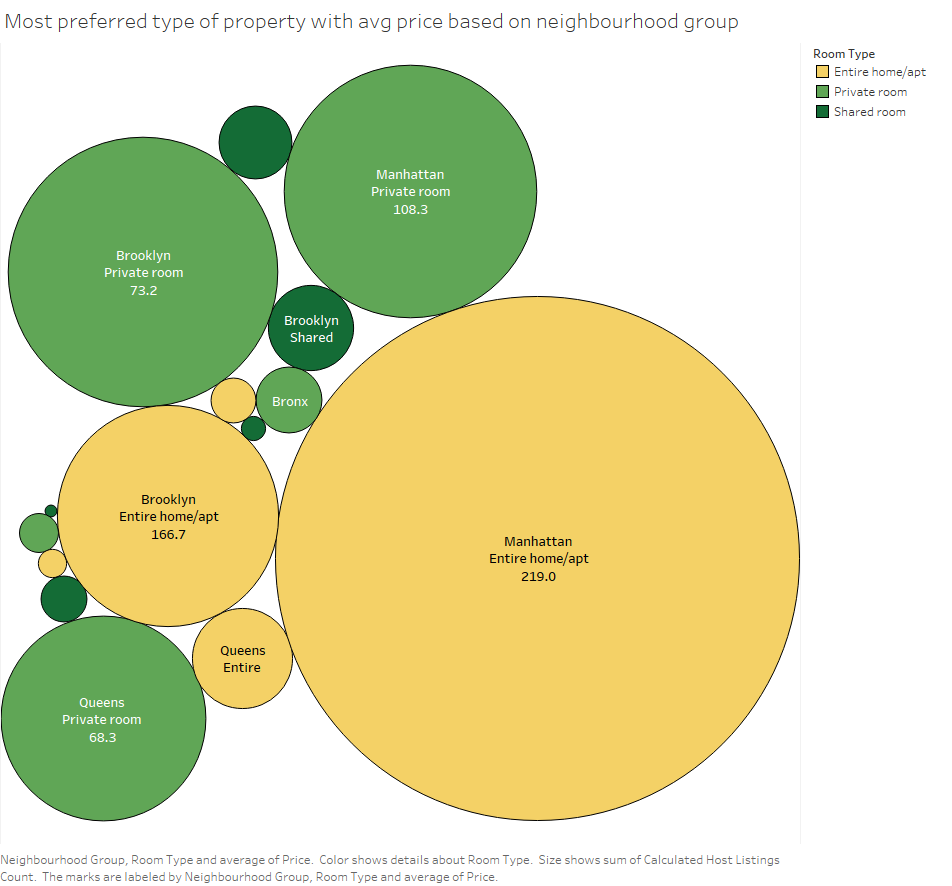 Most preferred type of property with avg price based on neighbourhood group
Room Type
Entire home/apt
Private room
Shared room
Manhattan
Private room
108.3
Brooklyn
Private room
73.2
Brooklyn
Shared
Bronx
Brooklyn
Entire home/apt
166.7
Manhattan
Entire home/apt
219.0
Queens
Entire
Queens
Private room
68.3
Neighbourhood Group, Room Type and average of Price. Color shows details about Room Type. Size shows sum of Calculated Host Listings
Count. The marks are labeled by Neighbourhood Group, Room Type and average of Price.